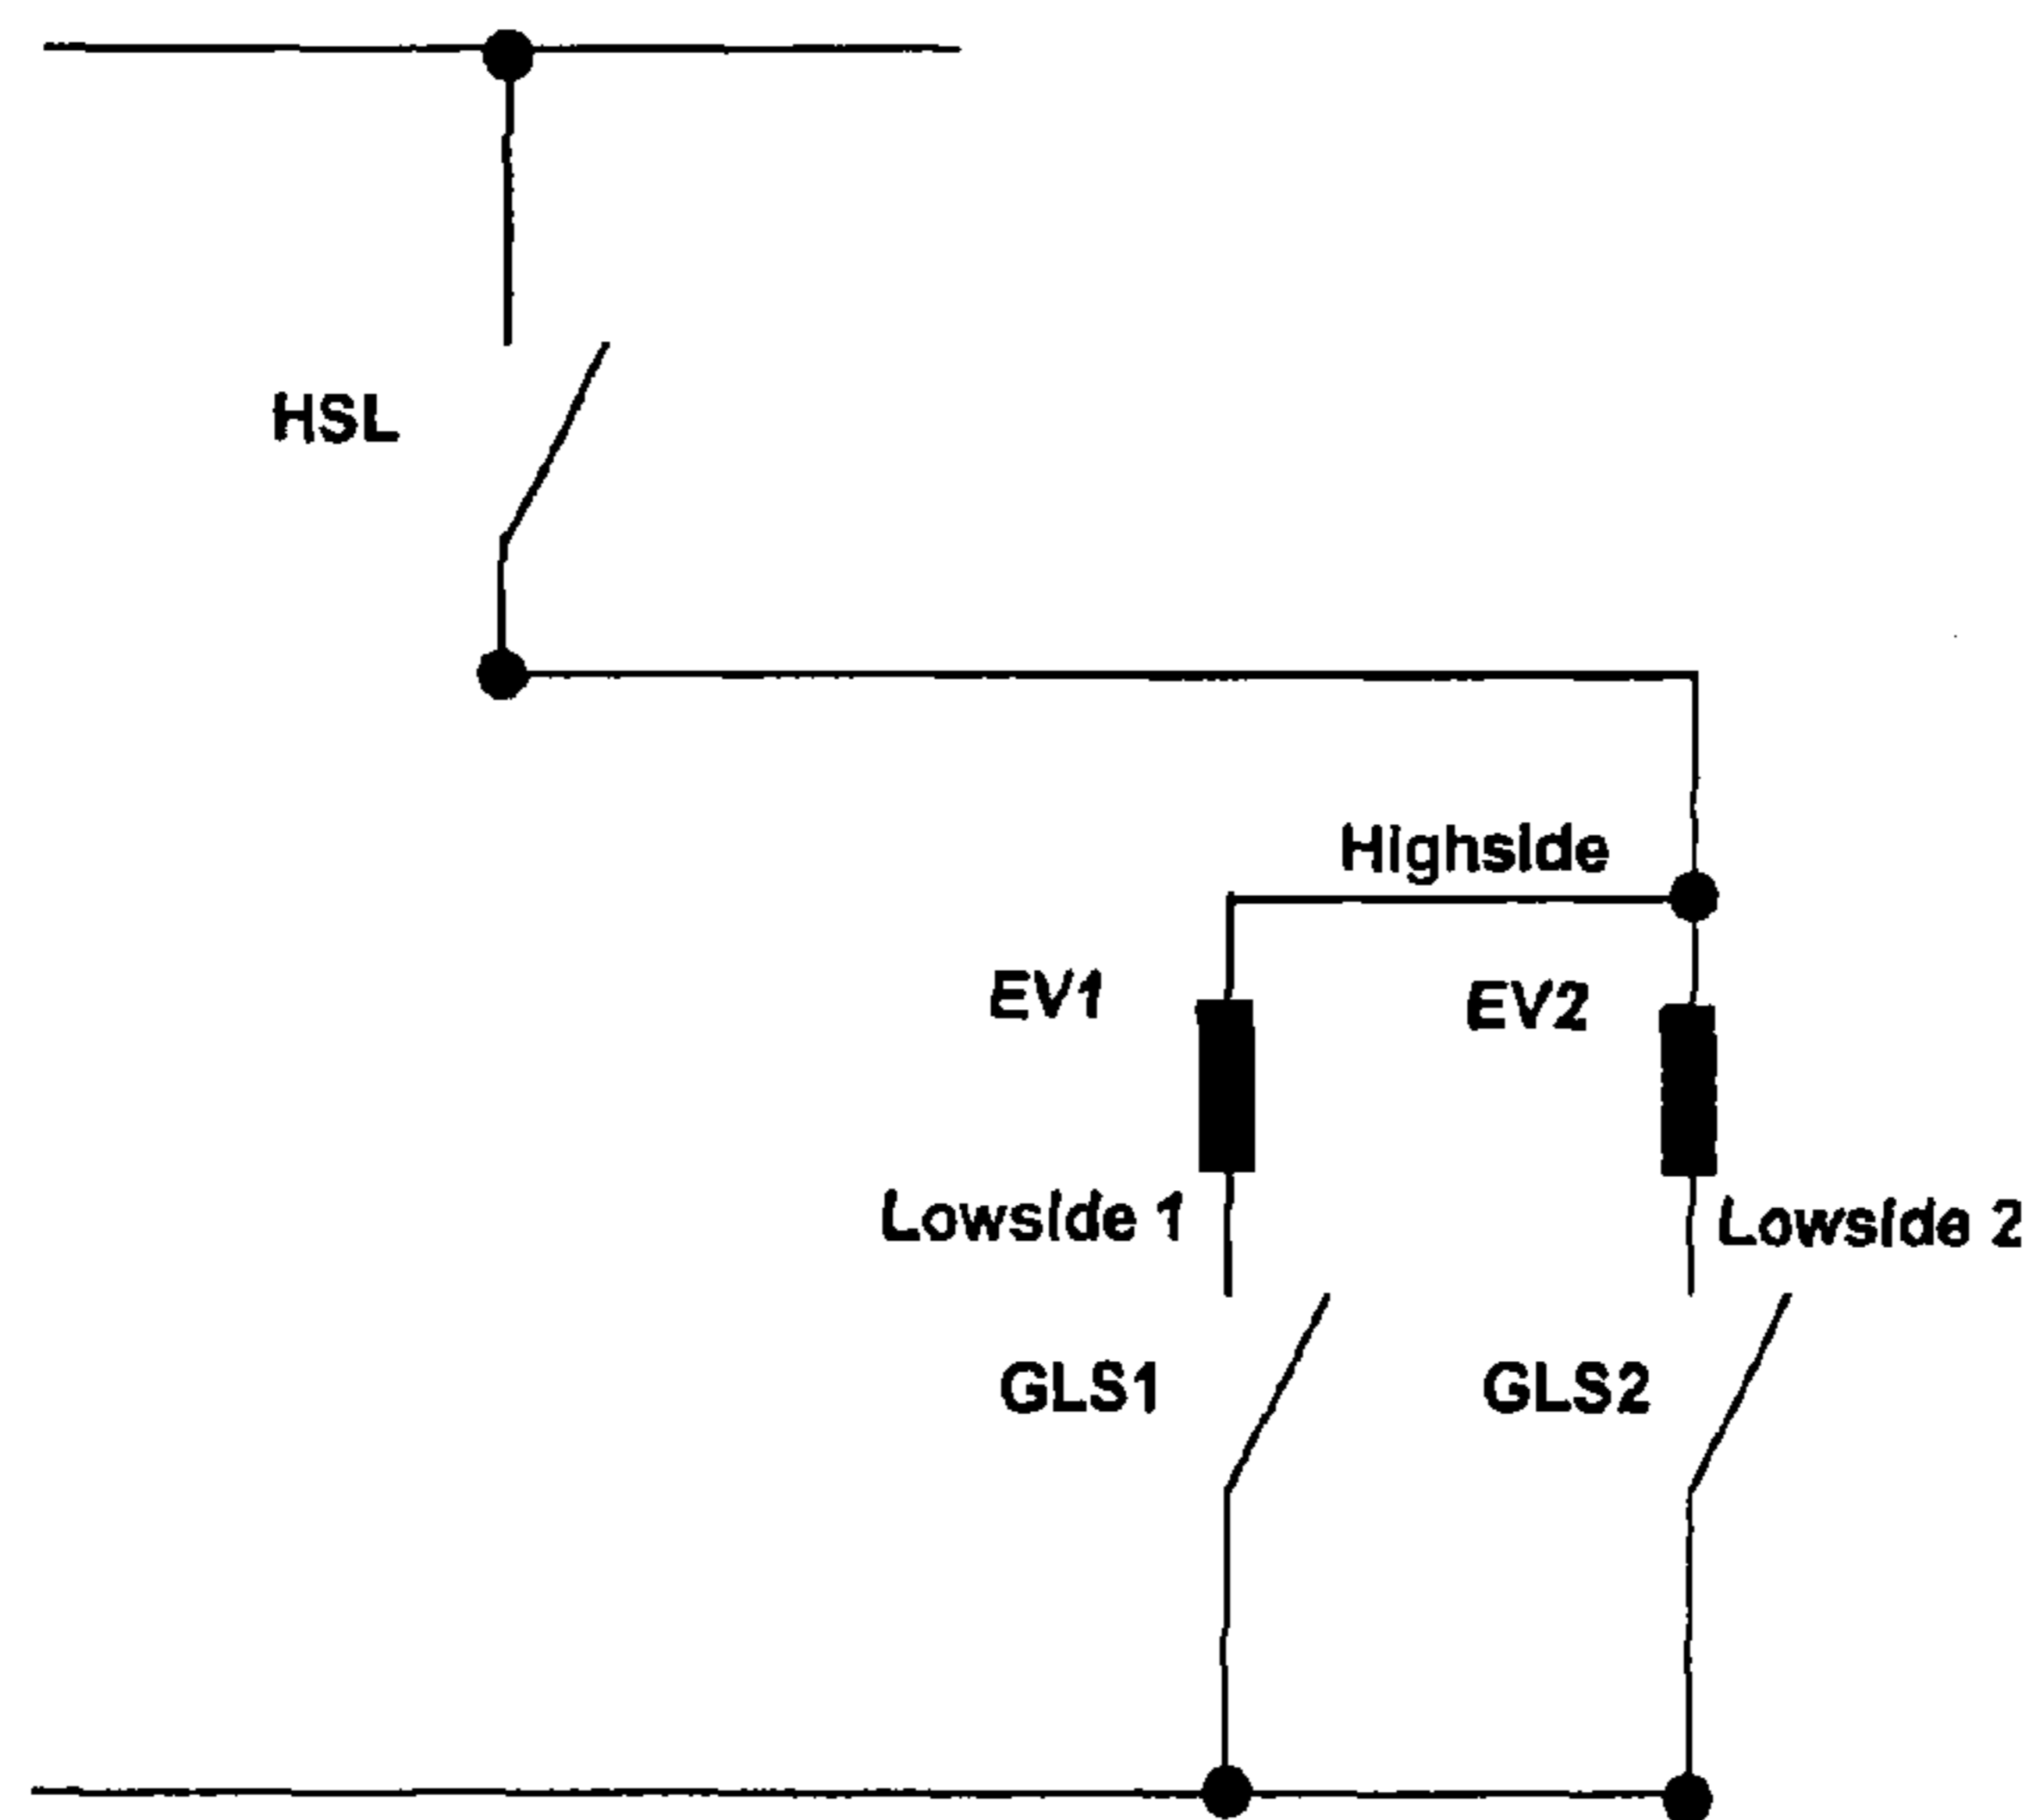 HSL
Highside
EV1
EV2
Lowside 1
Lowside 2
GLS1
GLS2